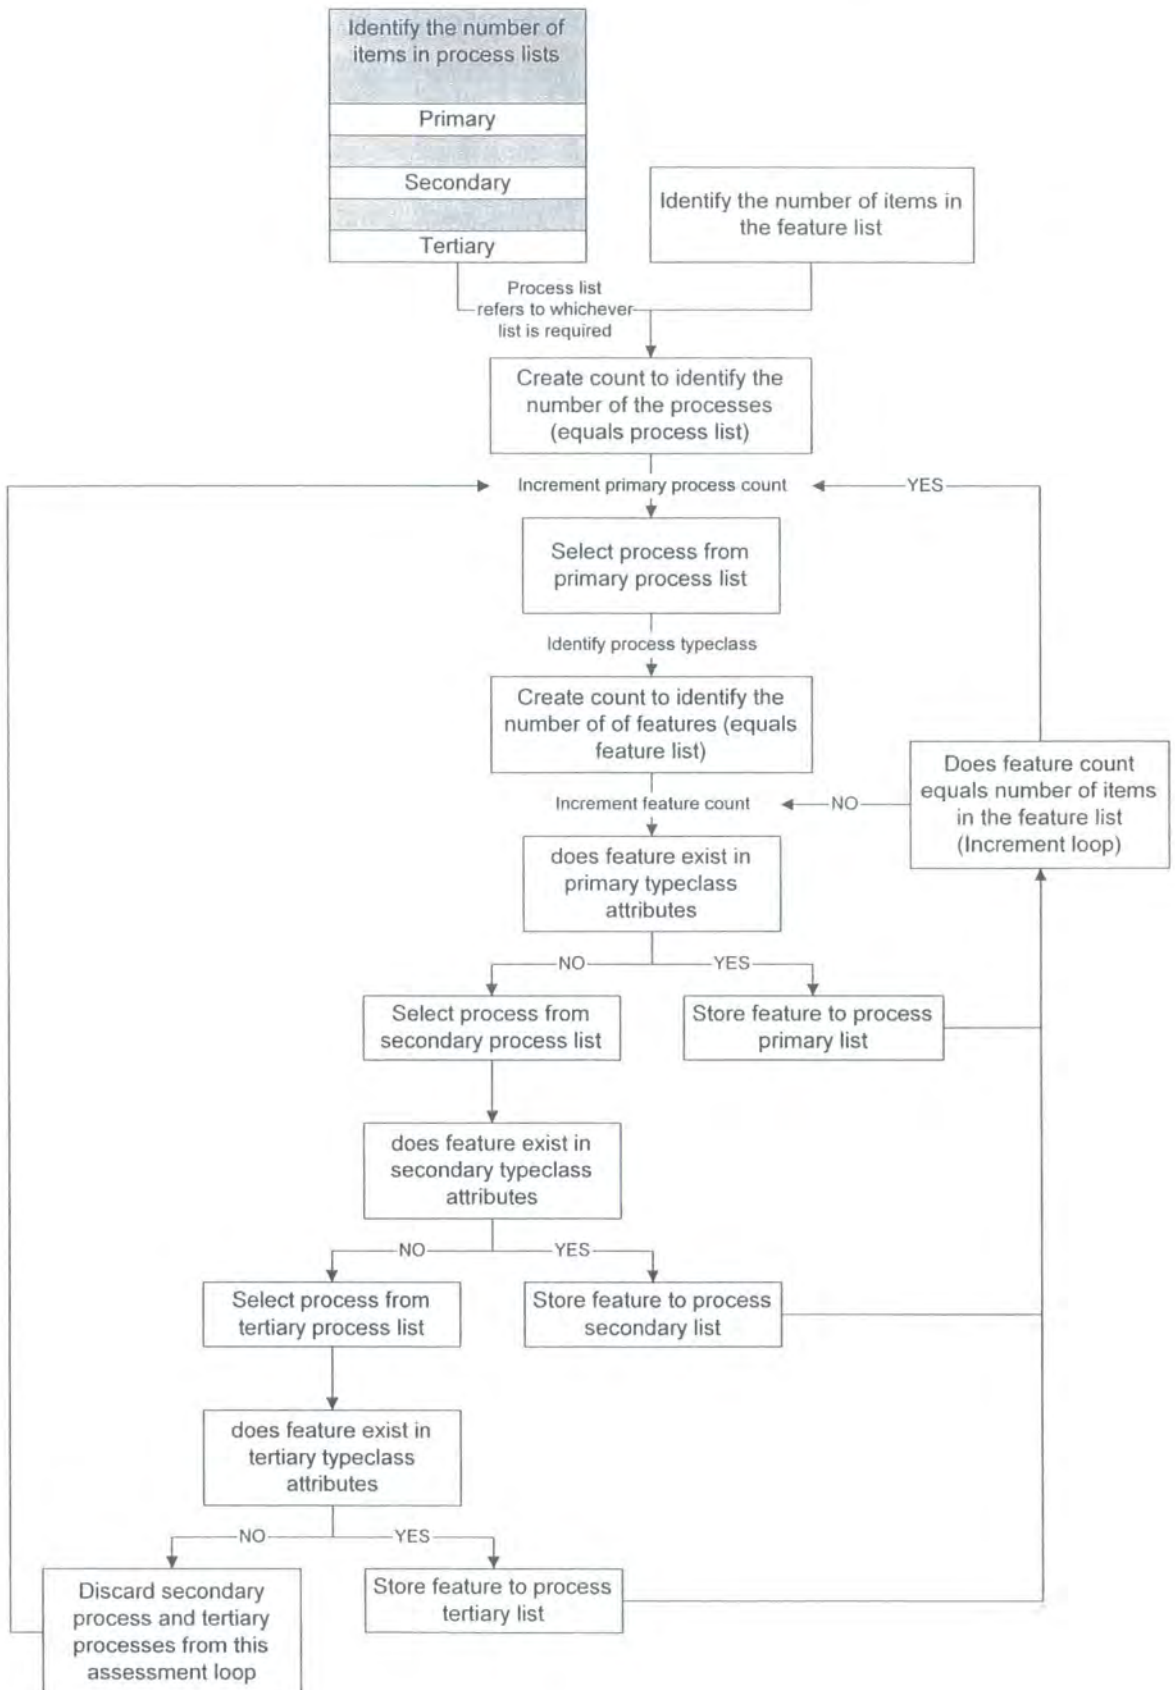 Identify the number of
items in process lists
Primary
Secondary
Tertiary
Identify the number of items in
the feature list
Process list
refers to whichever
list is required
Create count to identify the
number of the processes
(equals process list)
Increment primary process count
YES
Select process from
primary process list
Identify process typeclass
Create count to identify the
number of of features (equals
feature list)
Does feature count
equals number of items
in the feature list
(Increment loop)
Increment feature count
NO
does feature exist in
primary typeclass
attributes
NO
YES
Select process from
secondary process list
Store feature to process
primary list
does feature exist in
secondary typeclass
attributes
NO
YES
Select process from
tertiary process list
Store feature to process
secondary list
does feature exist in
tertiary typeclass
attributes
NO
YES
Discard secondary
process and tertiary
processes from this
assessment loop
Store feature to process
tertiary list